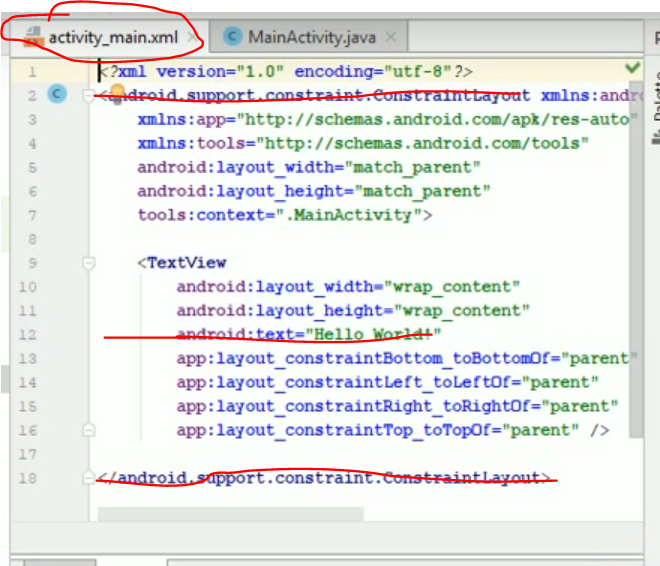 activity_main.xml
MainActivity.java
1 <?xml version="1.0" encoding="utf-8"?>
2 <android.support.constraint.ConstraintLayout xmlns:andro
3 xmlns:app="http://schemas.android.com/apk/res-auto"
4 xmlns:tools="http://schemas.android.com/tools"
5 android:layout_width="match_parent"
6 android:layout_height="match_parent"
7 tools:context=".MainActivity">
8
9 <TextView
10 android:layout_width="wrap_content"
11 android:layout_height="wrap_content"
12 android:text="Hello World!"
13 app:layout_constraintBottom_toBottomOf="parent"
14 app:layout_constraintLeft_toLeftOf="parent"
15 app:layout_constraintRight_toRightOf="parent"
16 app:layout_constraintTop_toTopOf="parent" />
17
18 </android.support.constraint.ConstraintLayout>
Palette